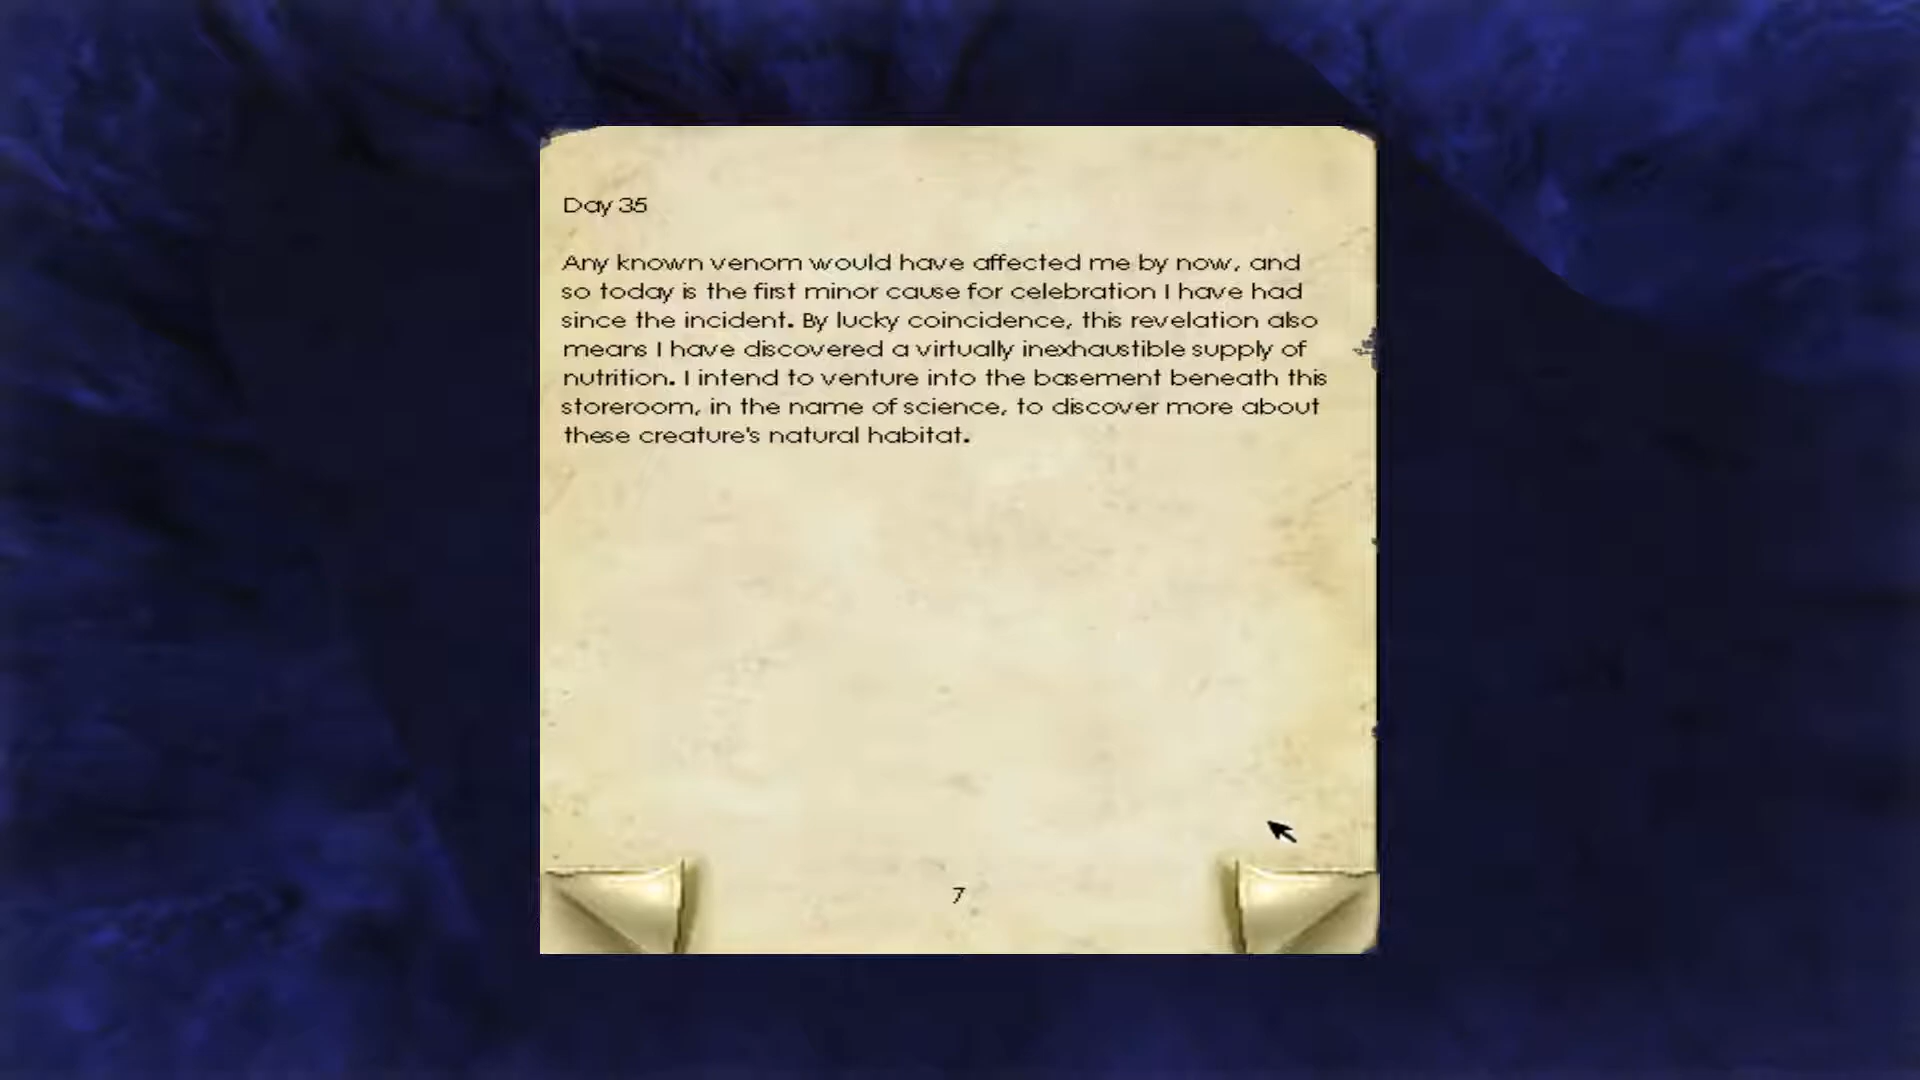 Day 35
Any known venom would have affected me by now, and
so today is the first minor cause for celebration I have had
since the incident. By lucky coincidence, this revelation also
means I have discovered a virtually inexhaustible supply of
nutrition. I intend to venture into the basement beneath this
storeroom, in the name of science, to discover more about
these creature's natural habitat.
7